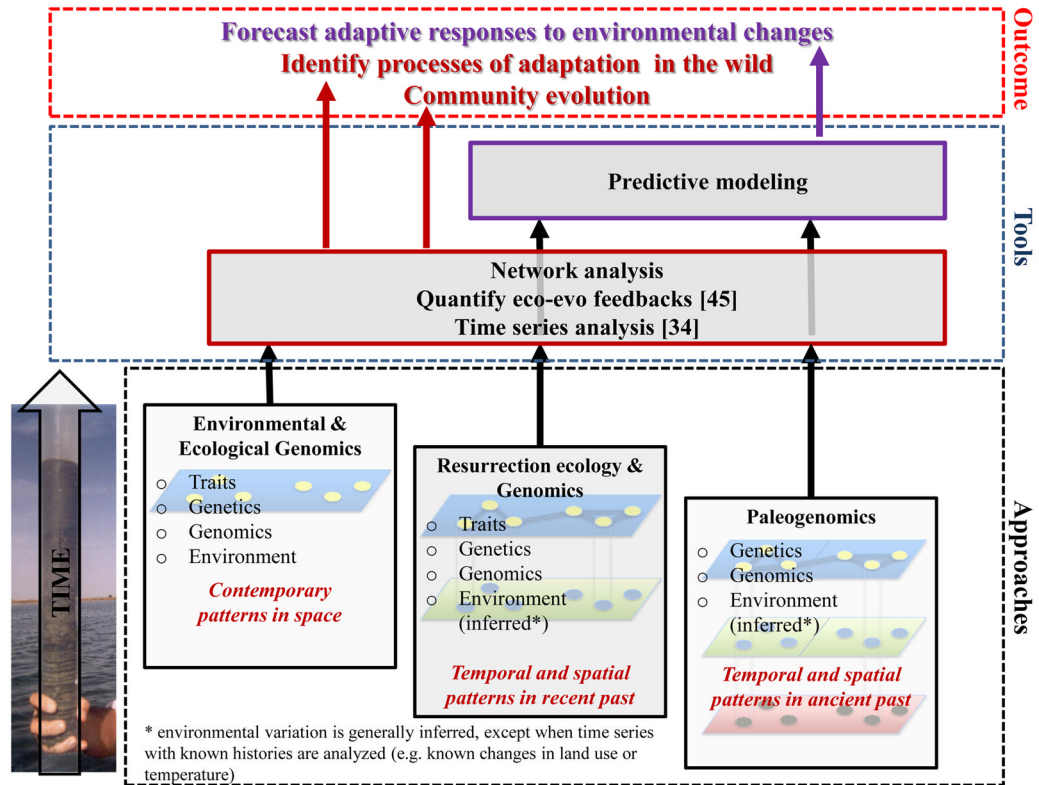 Outcome
Forecast adaptive responses to environmental changes
Identify processes of adaptation in the wild
Community evolution
Tools
Predictive modeling
Network analysis
Quantify eco-evo feedbacks [45]
Time series analysis [34]
Approaches
TIME
Environmental &
Ecological Genomics
○ Traits
○ Genetics
○ Genomics
○ Environment
Contemporary
patterns in space
Resurrection ecology &
Genomics
○ Traits
○ Genetics
○ Genomics
○ Environment
(inferred*)
Temporal and spatial
patterns in recent past
Paleogenomics
○ Genetics
○ Genomics
○ Environment
(inferred*)
Temporal and spatial
patterns in ancient past
* environmental variation is generally inferred, except when time series
with known histories are analyzed (e.g. known changes in land use or
temperature)